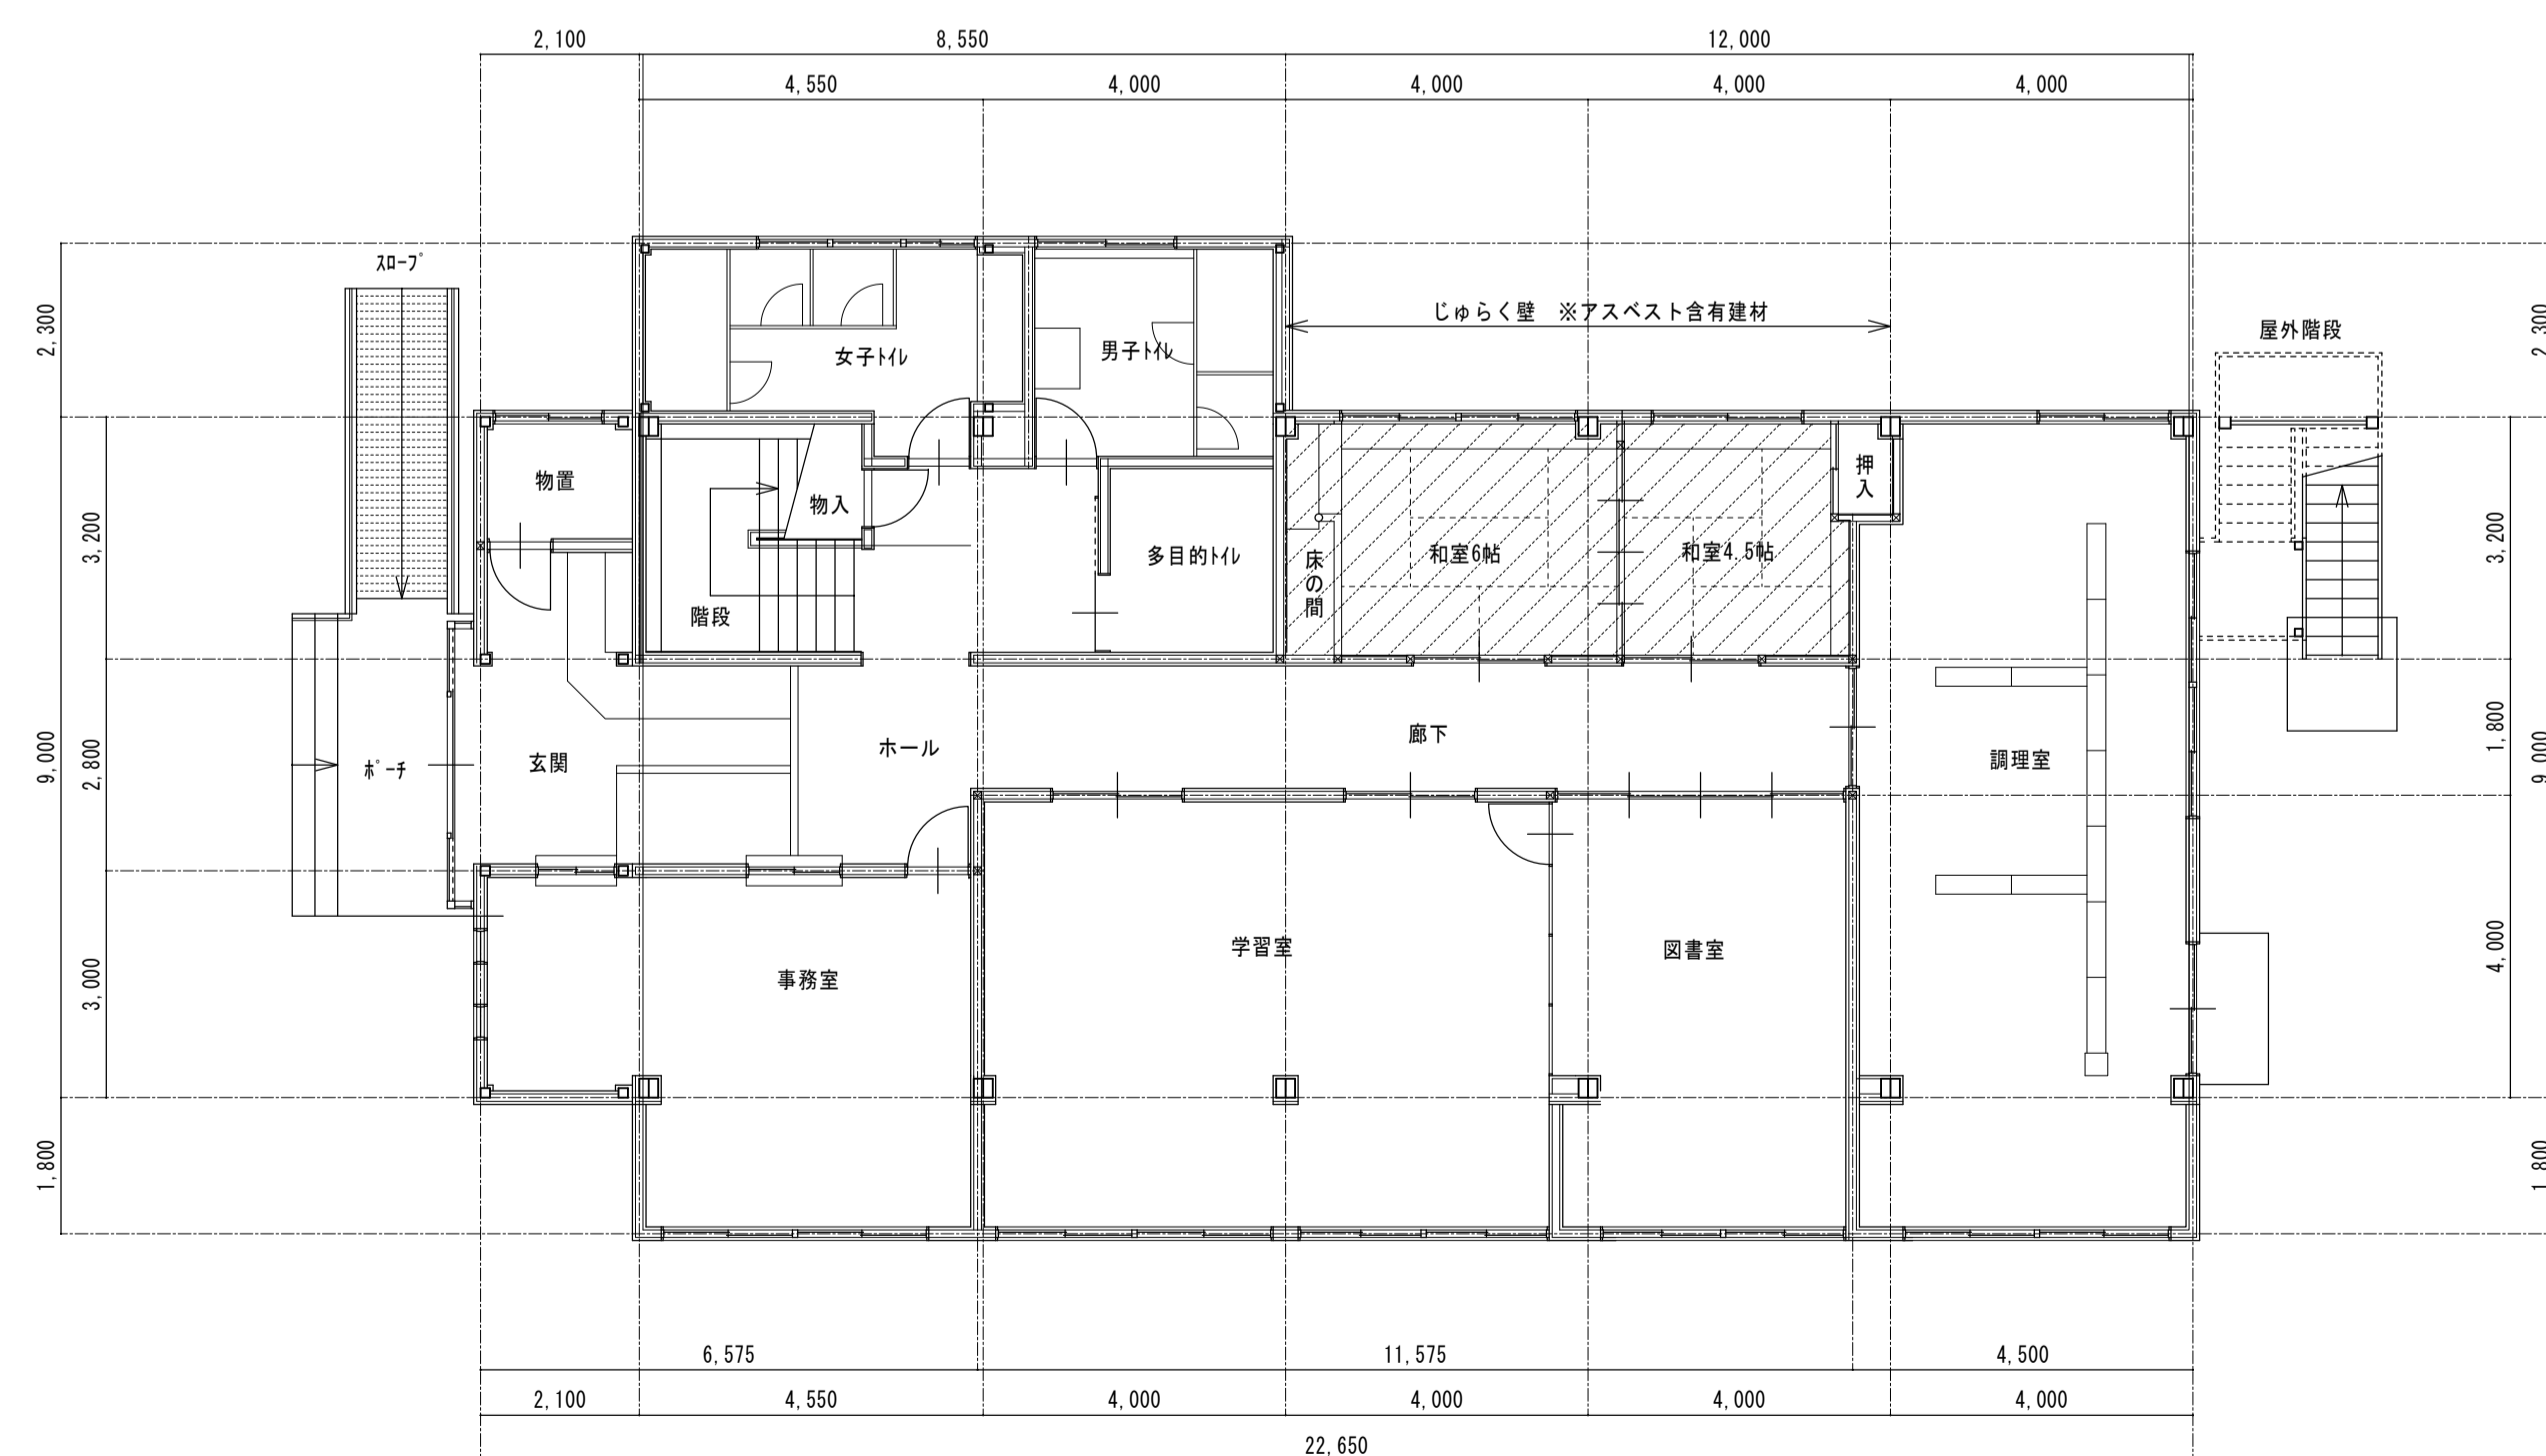 2,100
8,550
12,000
4,550
4,000
4,000
4,000
4,000
スロープ
2,300
じゅらく壁　※アスベスト含有建材
屋外階段
2,300
女子トイレ
男子トイレ
物置
物入
押入
3,200
3,200
多目的トイレ
床の間
和室6帖
和室4.5帖
階段
9,000
2,800
ポーチ
玄関
ホール
廊下
調理室
1,800
9,000
3,000
事務室
学習室
図書室
4,000
1,800
1,800
6,575
11,575
4,500
2,100
4,550
4,000
4,000
4,000
4,000
22,650